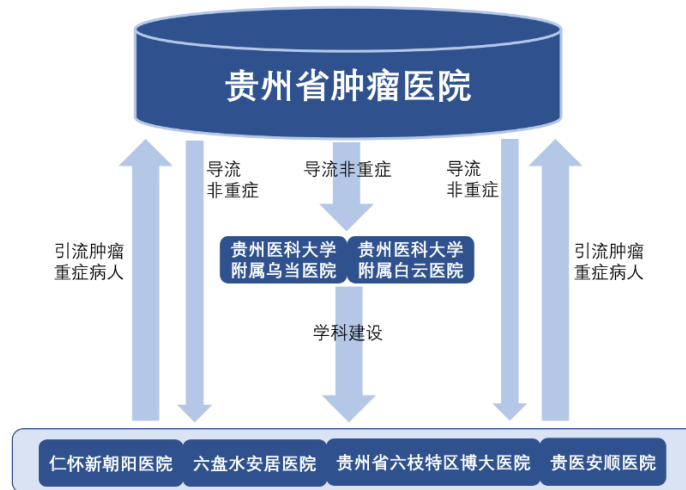 贵州省肿瘤医院
导流
非重症
导流非重症
导流
非重症
引流肿瘤
重症病人
贵州医科大学
附属乌当医院
贵州医科大学
附属白云医院
引流肿瘤
重症病人
学科建设
仁怀新朝阳医院
六盘水安居医院
贵州省六枝特区博大医院
贵医安顺医院